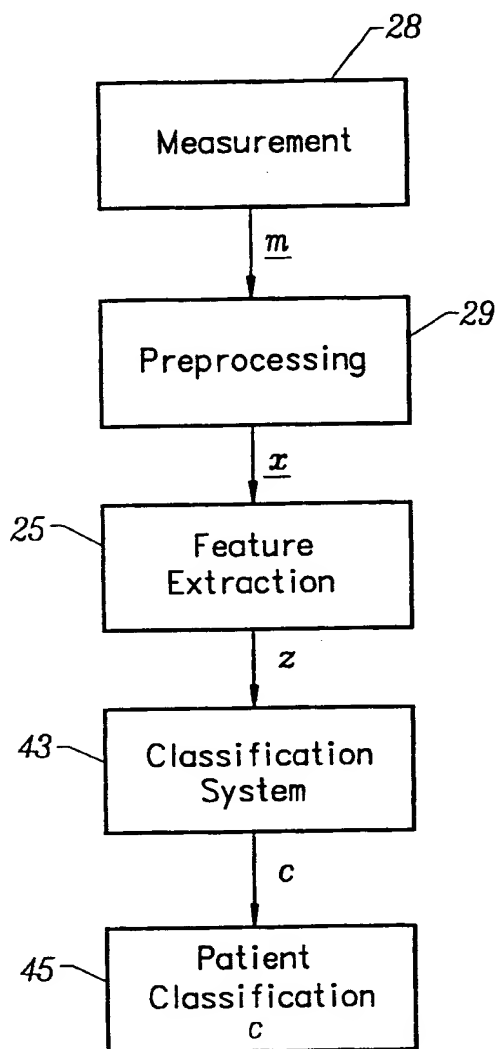 28
Measurement
m
29
Preprocessing
x
25
Feature
Extraction
z
43
Classification
System
c
45
Patient
Classification
c